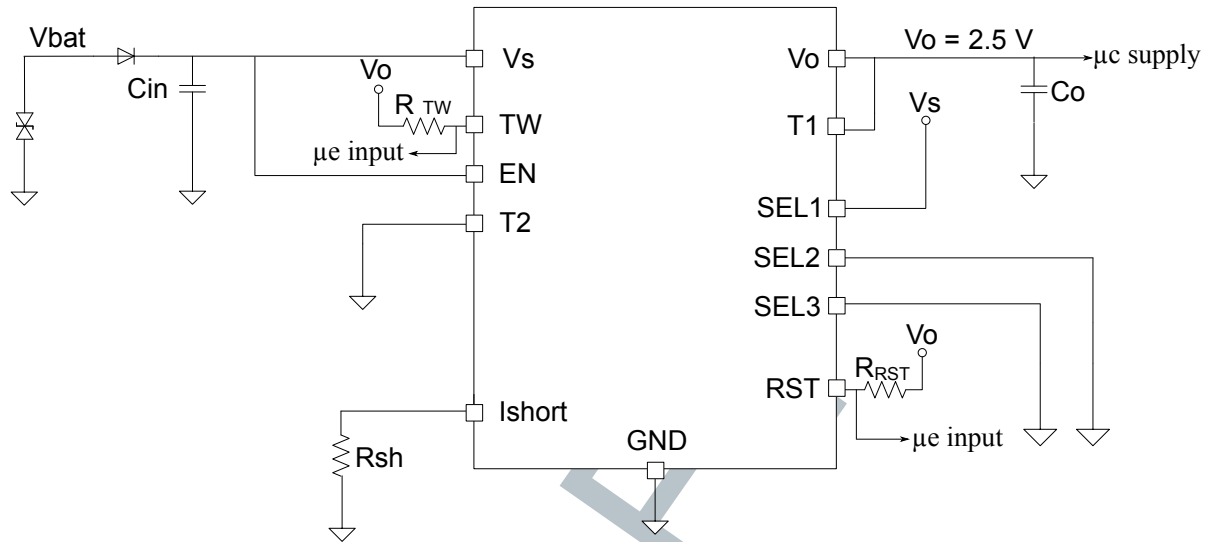 Vbat
Cin
Vs
Vo
R TW
TW
µe input
EN
T2
Ishort
Rsh
GND
Vo
Vo = 2.5 V
µc supply
Co
T1
Vs
SEL1
SEL2
SEL3
Vo
RRST
RST
µe input